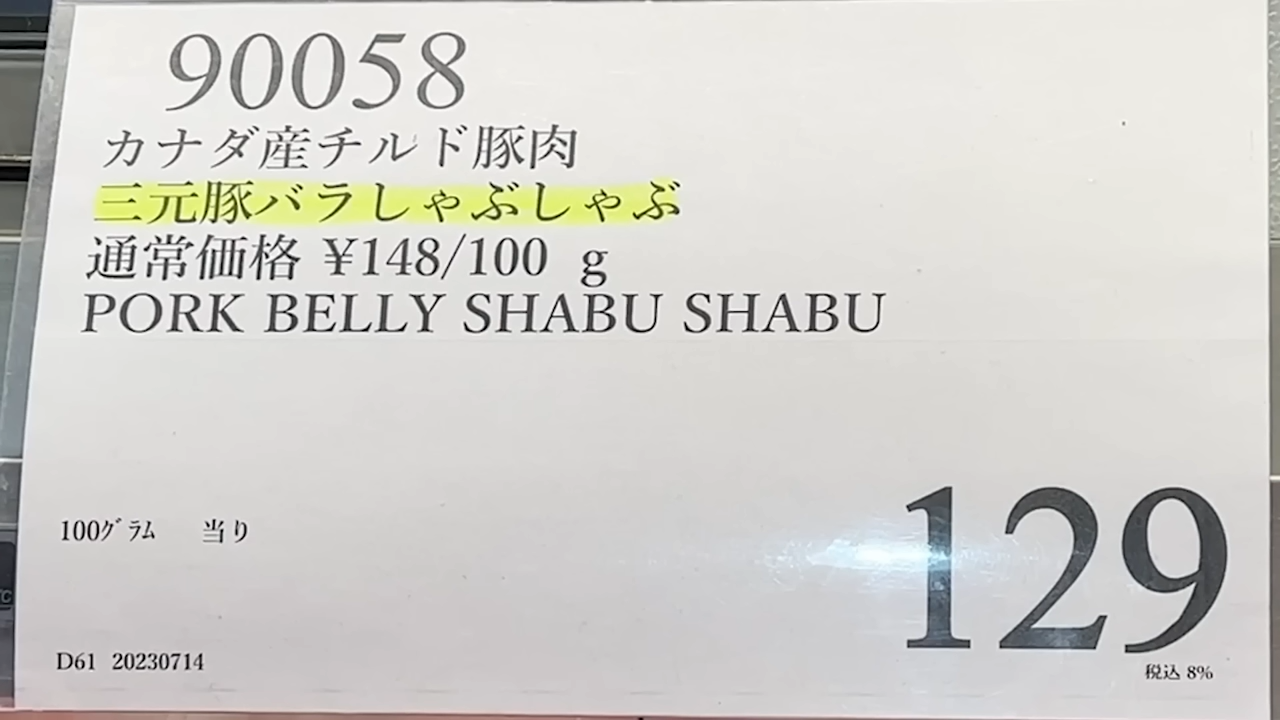 90058
カナダ産チルド豚肉
三元豚バラしゃぶしゃぶ
通常価格 ¥148/100 g
PORK BELLY SHABU SHABU
100ｸﾞﾗﾑ 当り
129
税込 8%
D61 20230714